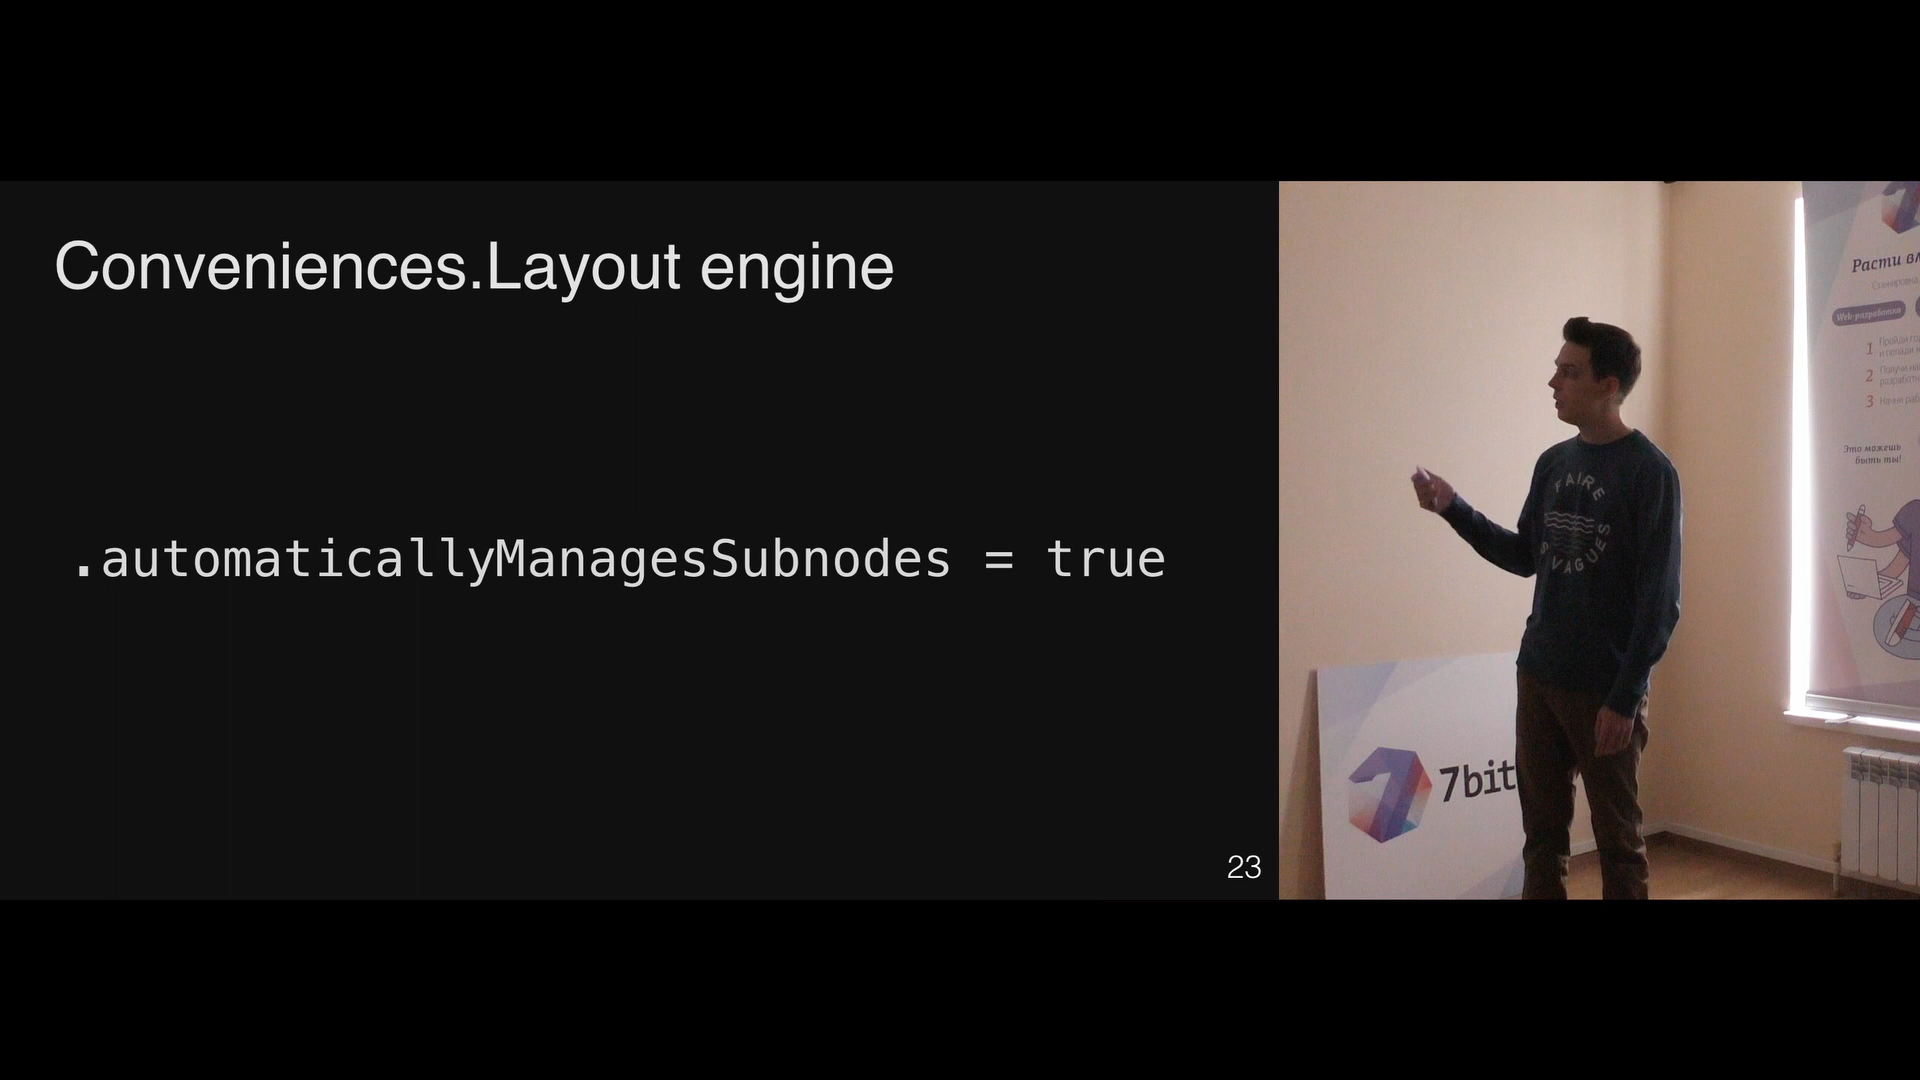 Conveniences.Layout engine
.automaticallyManagesSubnodes = true
23
FAIRE
VAGUES
7bit
Расти
Web-разработка
1
2
3
Начни
Это можешь
быть ты!